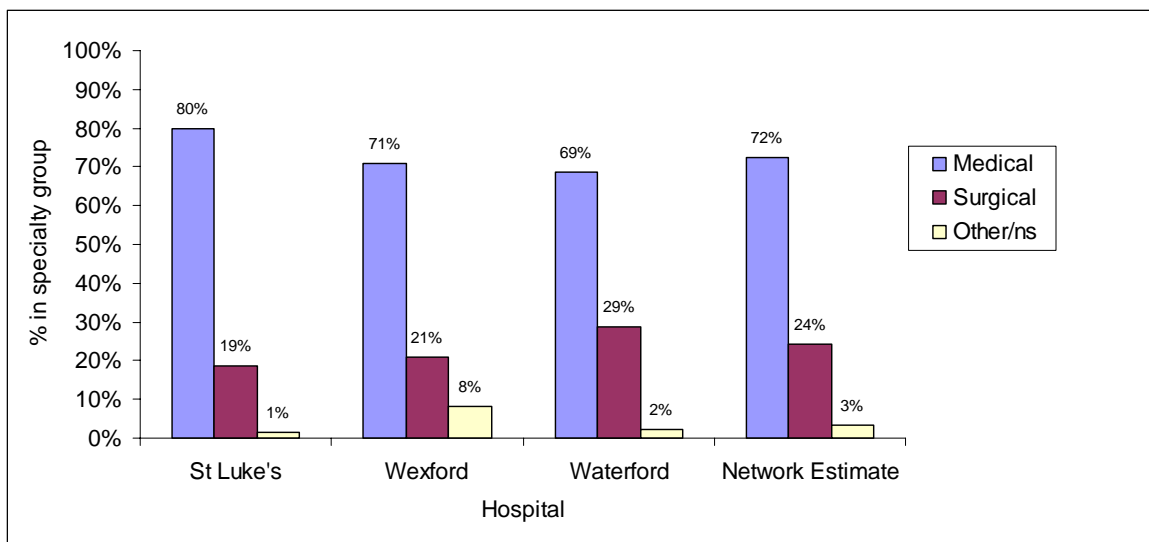 100%
90%
80%
70%
60%
50%
40%
30%
20%
10%
0%
% in specialty group
80%
19%
1%
71%
21%
8%
69%
29%
2%
72%
24%
3%
St Luke's
Wexford
Waterford
Network Estimate
Hospital
Medical
Surgical
Other/ns